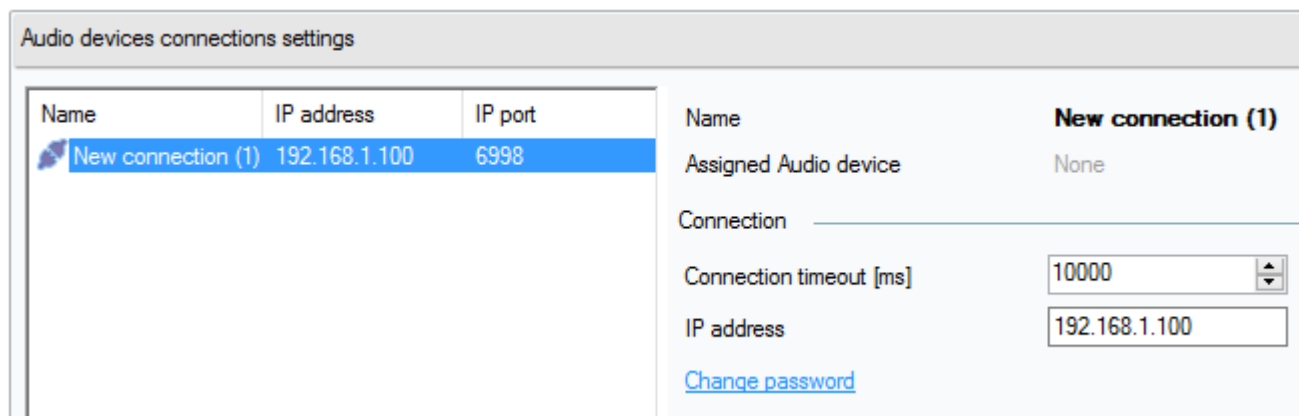 Audio devices connections settings
Name IP address IP port
New connection (1) 192.168.1.100 6998
Name New connection (1)
Assigned Audio device None
Connection
Connection timeout [ms] 10000
IP address 192.168.1.100
Change password